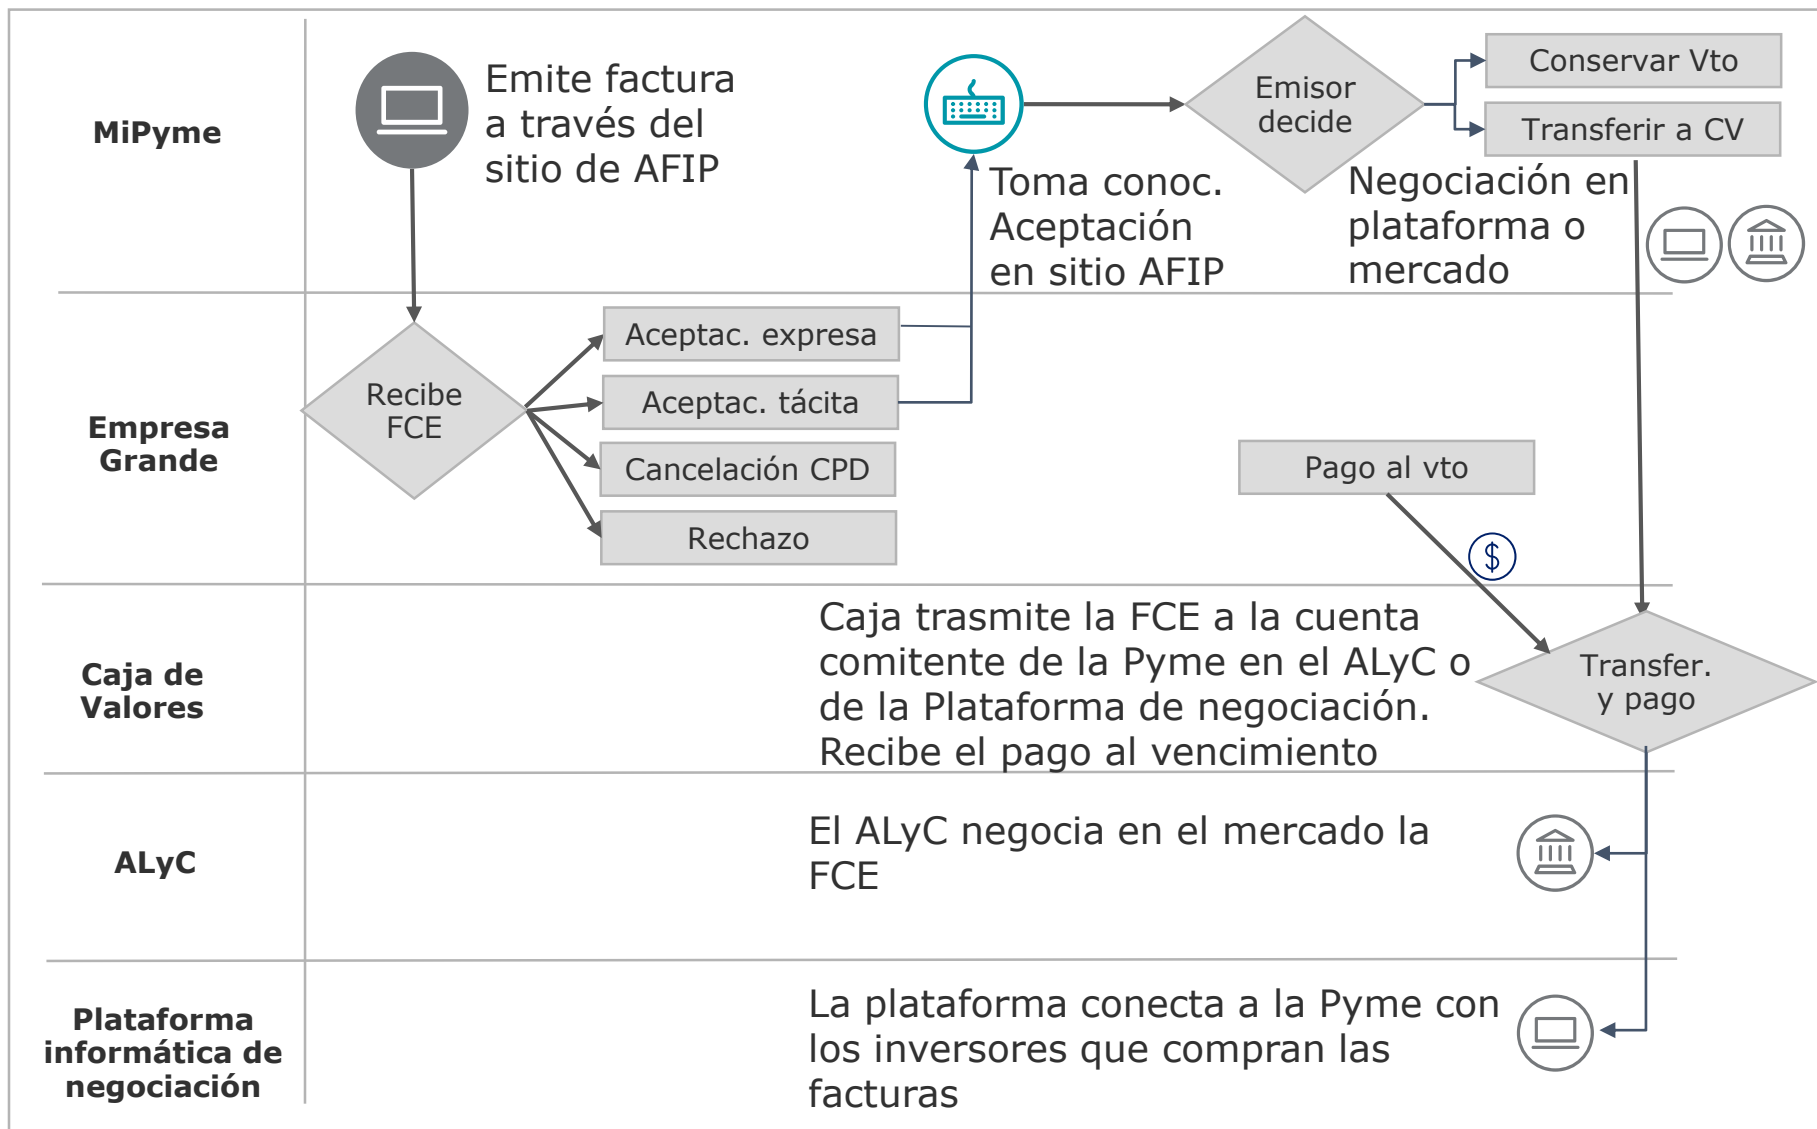 MiPyme
Emite factura
a través del
sitio de AFIP
Toma conoc.
Aceptación
en sitio AFIP
Emisor
decide
Conservar Vto
Transferir a CV
Negociación en
plataforma o
mercado
Empresa
Grande
Recibe
FCE
Aceptac. expresa
Aceptac. tácita
Cancelación CPD
Rechazo
Pago al vto
$
Caja de
Valores
Caja trasmite la FCE a la cuenta
comitente de la Pyme en el ALyC o
de la Plataforma de negociación.
Recibe el pago al vencimiento
Transfer.
y pago
ALyC
El ALyC negocia en el mercado la
FCE
Plataforma
informática de
negociación
La plataforma conecta a la Pyme con
los inversores que compran las
facturas